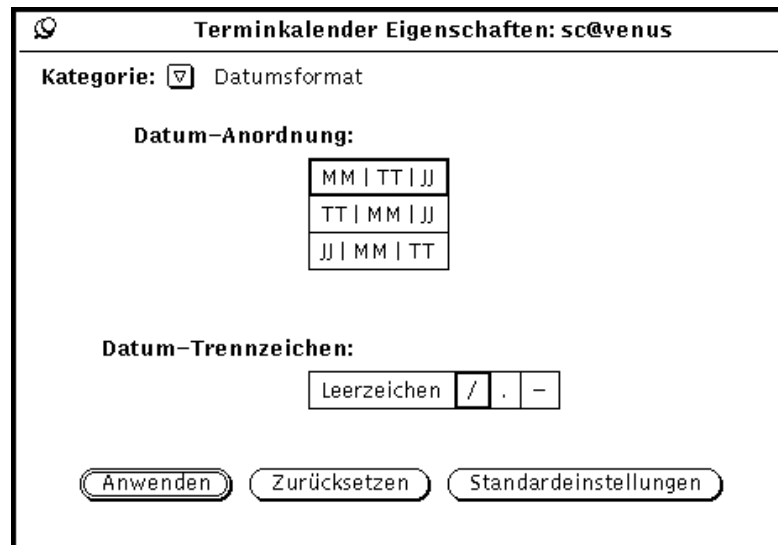 Terminkalender Eigenschaften: sc@venus
Kategorie: Datumsformat
Datum-Anordnung:
MM | TT | JJ
TT | MM | JJ
JJ | MM | TT
Datum-Trennzeichen:
Leerzeichen / . -
Anwenden Zurücksetzen Standardeinstellungen